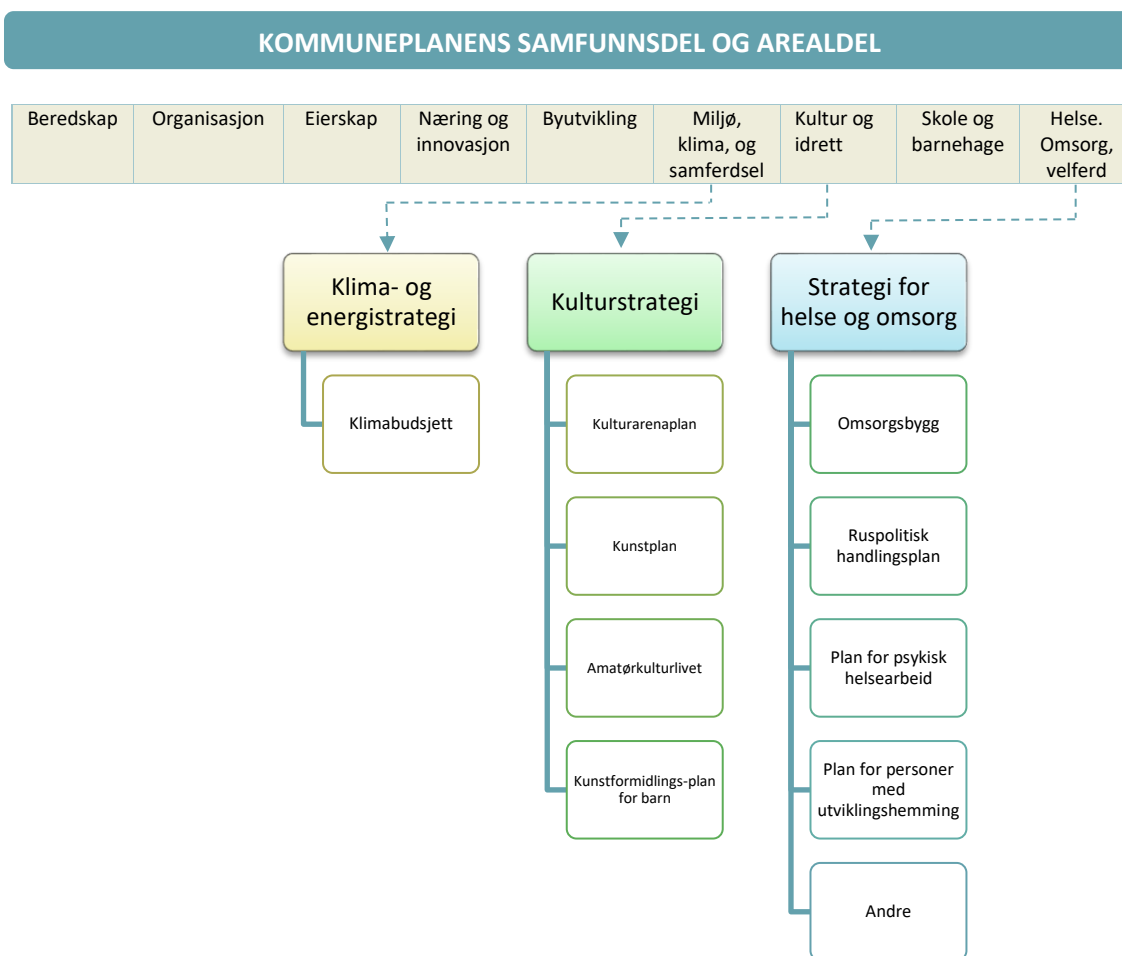 KOMMUNEPLANENS SAMFUNNSDEL OG AREALDEL
Beredskap
Organisasjon
Eierskap
Næring og
innovasjon
Byutvikling
Miljø,
klima, og
samferdsel
Kultur og
idrett
Skole og
barnehage
Helse.
Omsorg,
velferd
Klima- og
energistrategi
Klimabudsjett
Kulturstrategi
Kulturarenaplan
Kunstplan
Amatørkulturlivet
Kunstformidlings-plan
for barn
Strategi for
helse og omsorg
Omsorgsbygg
Ruspolitisk
handlingsplan
Plan for psykisk
helsearbeid
Plan for personer
med
utviklingshemming
Andre